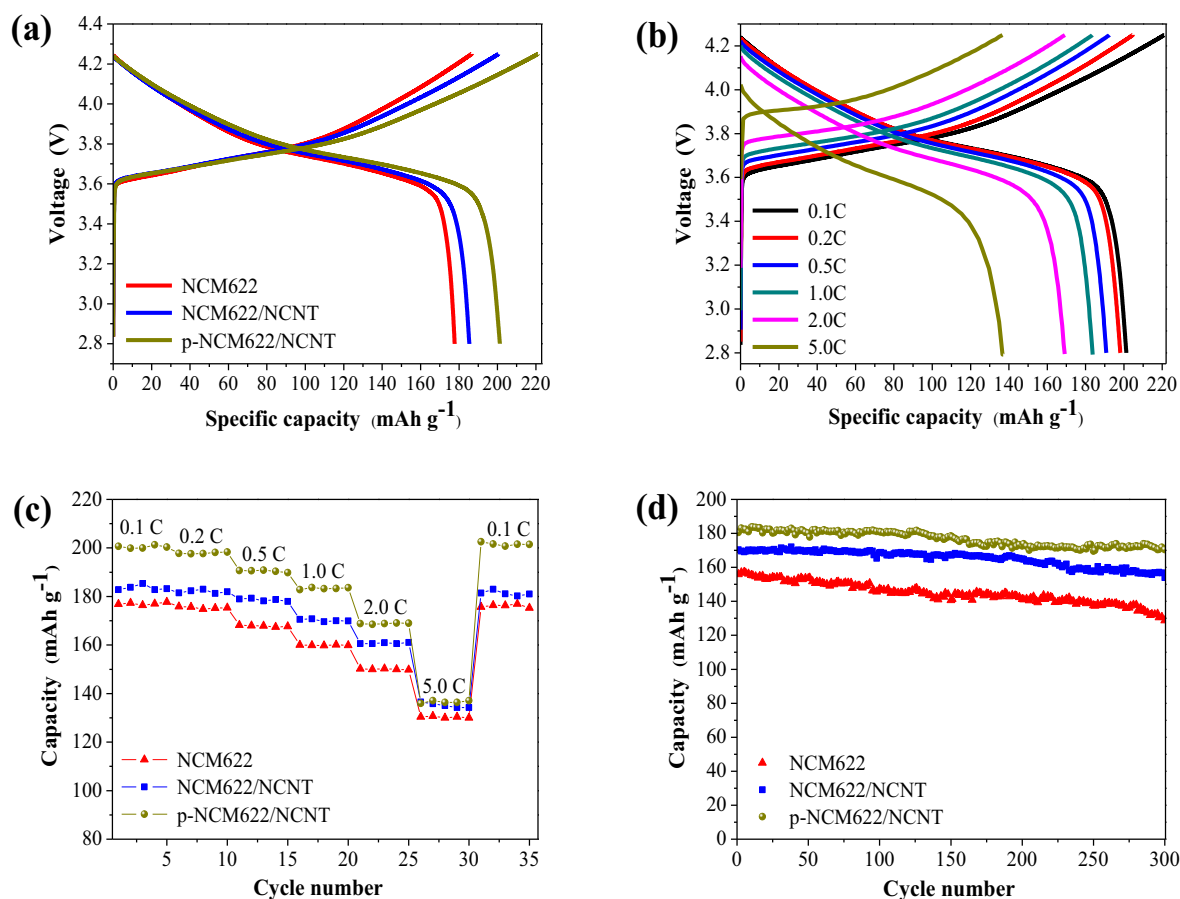 (a)
4.4
4.2
4.0
3.8
3.6
3.4
3.2
3.0
2.8
Voltage (V)
NCM622
NCM622/NCNT
p-NCM622/NCNT
0 20 40 60 80 100 120 140 160 180 200 220
Specific capacity (mAh g⁻¹)
(b)
4.2
4.0
3.8
3.6
3.4
3.2
3.0
2.8
Voltage (V)
0.1C
0.2C
0.5C
1.0C
2.0C
5.0C
0 20 40 60 80 100 120 140 160 180 200 220
Specific capacity (mAh g⁻¹)
(c)
220
200
180
160
140
120
100
80
Capacity (mAh g⁻¹)
0.1 C
0.2 C
0.5 C
1.0 C
2.0 C
5.0 C
0.1 C
NCM622
NCM622/NCNT
p-NCM622/NCNT
5 10 15 20 25 30 35
Cycle number
(d)
200
180
160
140
120
100
80
60
40
20
0
Capacity (mAh g⁻¹)
NCM622
NCM622/NCNT
p-NCM622/NCNT
0 50 100 150 200 250 300
Cycle number